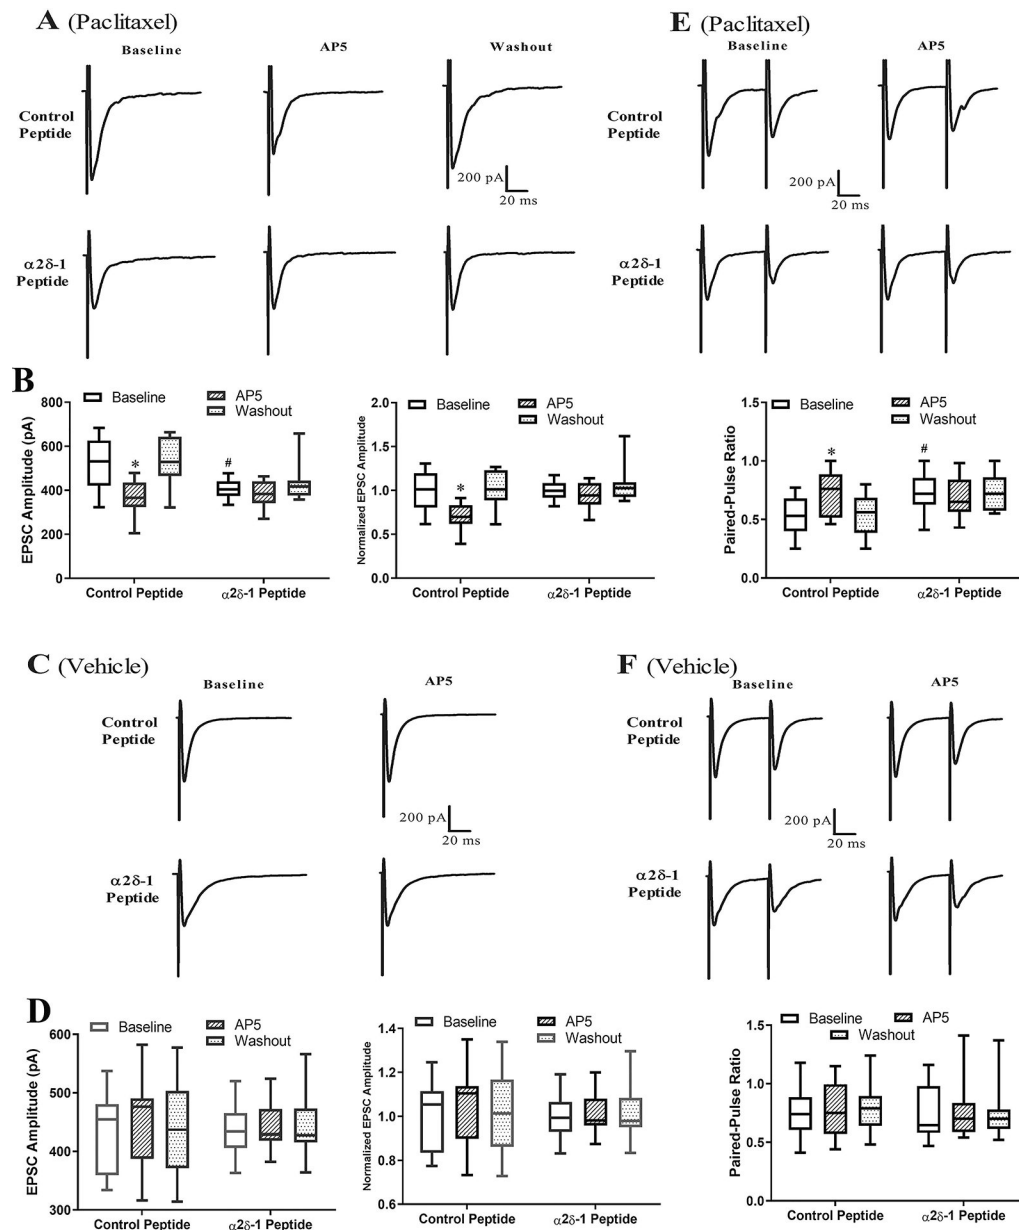 A (Paclitaxel)
Baseline AP5 Washout
Control
Peptide
200 pA
20 ms
α2δ-1
Peptide
E (Paclitaxel)
Baseline AP5
Control
Peptide
200 pA
20 ms
α2δ-1
Peptide
B
EPSC Amplitude (pA)
Baseline AP5
Washout
800
600
400
200
0
* #
Control Peptide α2δ-1 Peptide
Normalized EPSC Amplitude
Baseline AP5
Washout
2.0
1.5
1.0
0.5
0.0
*
Control Peptide α2δ-1 Peptide
Paired-Pulse Ratio
Baseline AP5
Washout
1.5
1.0
0.5
0.0
* #
Control Peptide α2δ-1 Peptide
C (Vehicle)
Baseline AP5
Control
Peptide
200 pA
20 ms
α2δ-1
Peptide
F (Vehicle)
Baseline AP5
Control
Peptide
200 pA
20 ms
α2δ-1
Peptide
D
EPSC Amplitude (pA)
Baseline AP5
Washout
600
500
400
300
Control Peptide α2δ-1 Peptide
Normalized EPSC Amplitude
Baseline AP5
Washout
1.4
1.2
1.0
0.8
0.6
Control Peptide α2δ-1 Peptide
Paired-Pulse Ratio
Baseline AP5
Washout
1.5
1.0
0.5
0.0
Control Peptide α2δ-1 Peptide